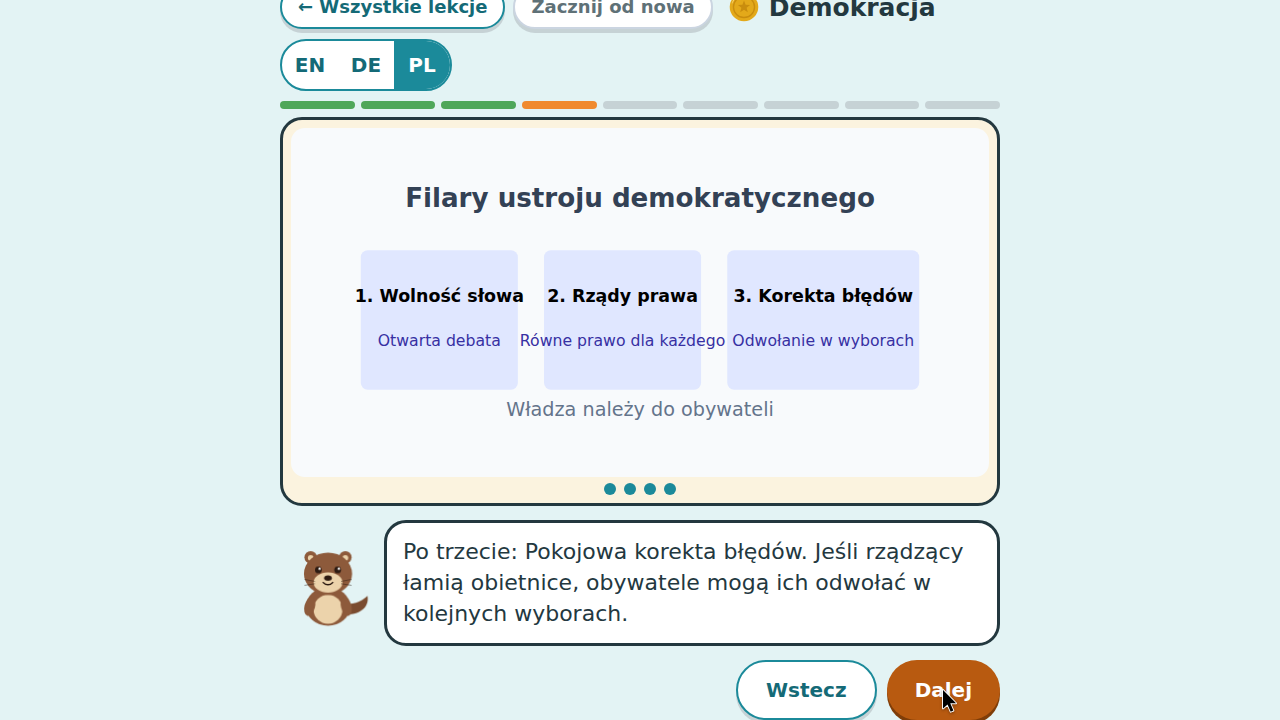 ← Wszystkie lekcje
Zacznij od nowa
Demokracja
EN DE PL
Filary ustroju demokratycznego
1. Wolność słowa
2. Rządy prawa
3. Korekta błędów
Otwarta debata
Równe prawo dla każdego
Odwołanie w wyborach
Władza należy do obywateli
Po trzecie: Pokojowa korekta błędów. Jeśli rządzący
łamią obietnice, obywatele mogą ich odwołać w
kolejnych wyborach.
Wstecz
Dalej